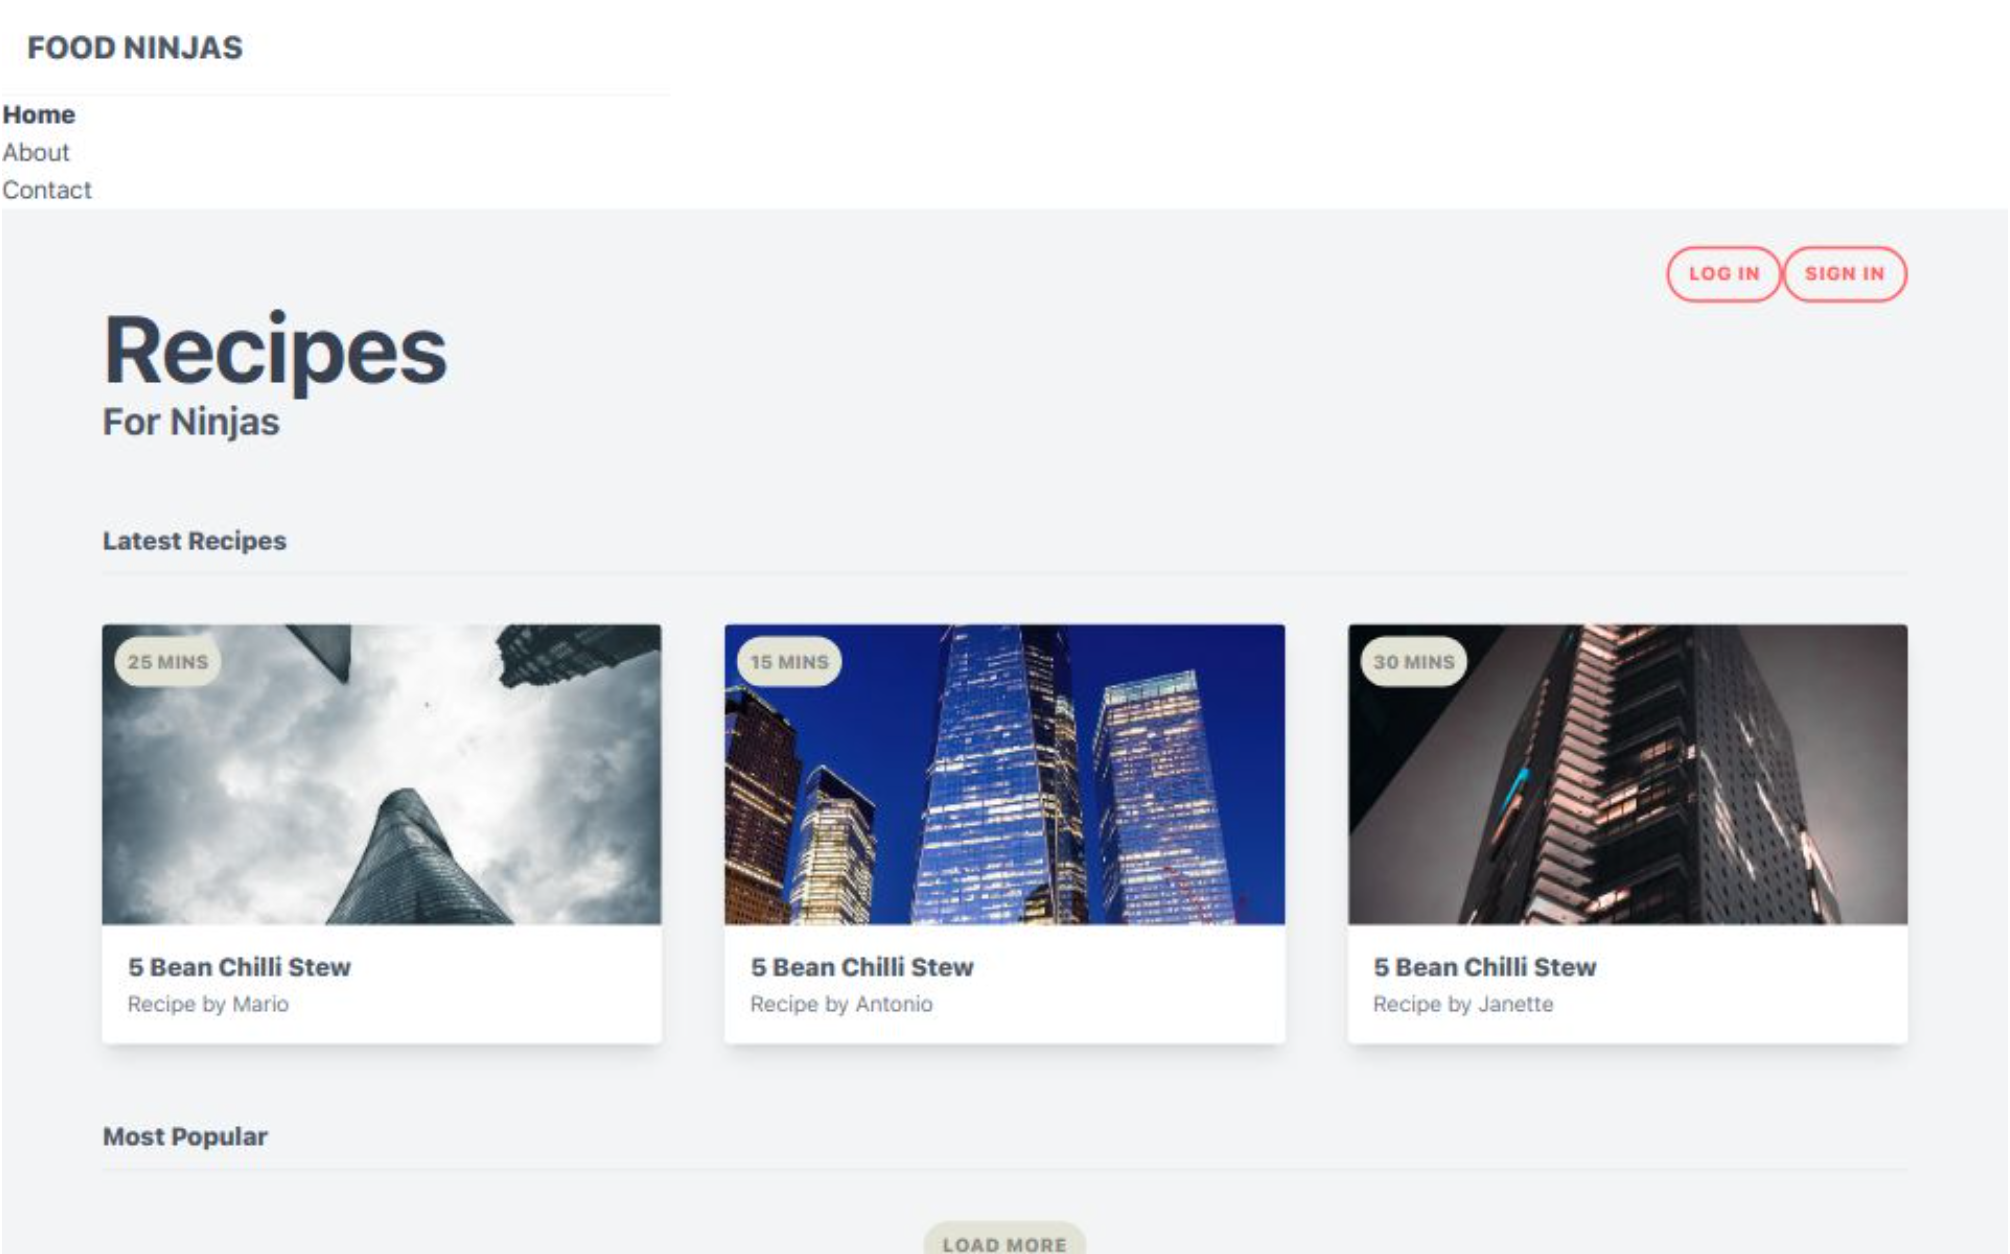 FOOD NINJAS
Home
About
Contact
LOG IN SIGN IN
Recipes
For Ninjas
Latest Recipes
25 MINS
15 MINS
30 MINS
5 Bean Chilli Stew
Recipe by Mario
5 Bean Chilli Stew
Recipe by Antonio
5 Bean Chilli Stew
Recipe by Janette
Most Popular
LOAD MORE